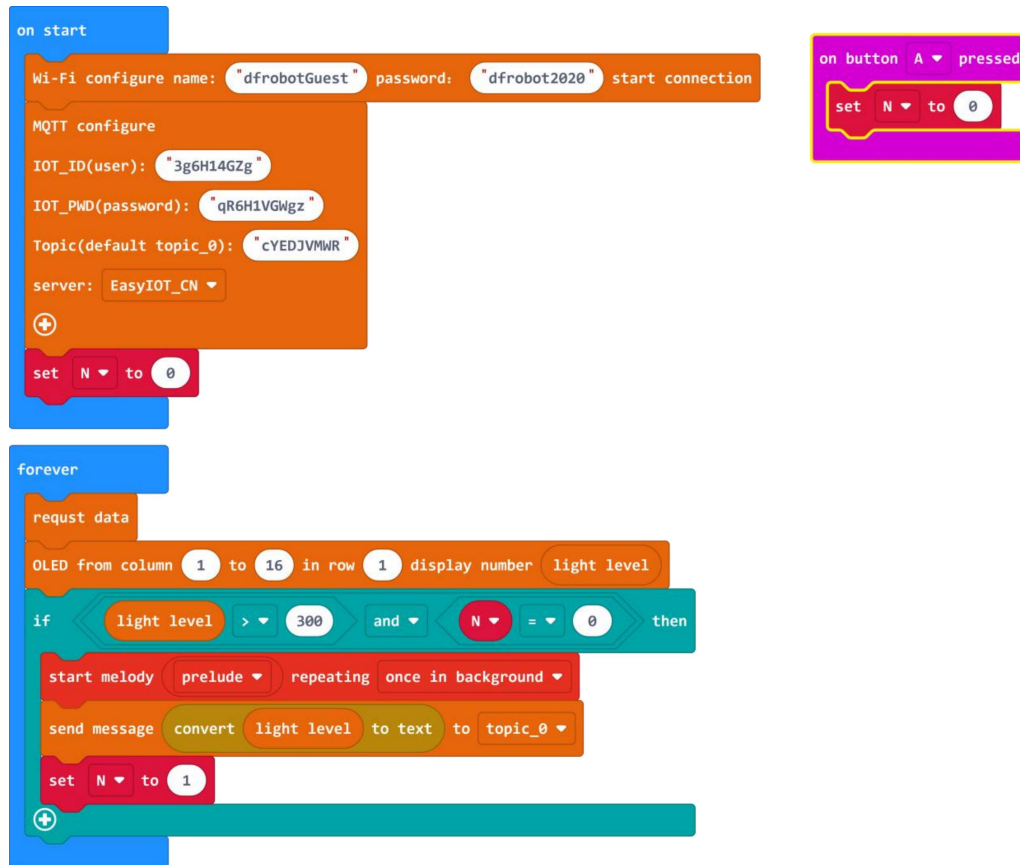 on start
Wi-Fi configure name: "dfrobotGuest" password: "dfrobot2020" start connection
MQTT configure
IOT_ID(user): "3g6H14GZg"
IOT_PWD(password): "qR6H1VGWgz"
Topic(default topic_0): "cYEDJVMWR"
server: EasyIOT_CN
set N to 0
on button A pressed
set N to 0
forever
requst data
OLED from column 1 to 16 in row 1 display number light level
if light level > 300 and N = 0 then
start melody prelude repeating once in background
send message convert light level to text to topic_0
set N to 1